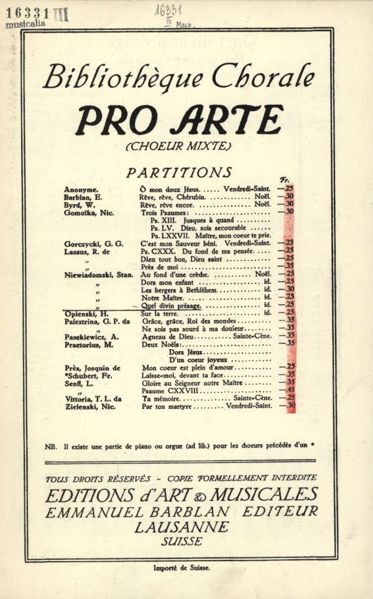 16331 III
musicalia
16331
III
Mus.
Bibliothèque Chorale
PRO ARTE
(CHOEUR MIXTE)
PARTITIONS
Fr.
Anonyme. Ô mon doux Jésus. ..... Vendredi-Saint. —.25
Barblan, E. Rêve, rêve, Chérubin. Noël. —.30
Byrd, W. Rêve, rêve encor. Noël. —.30
Gomolka, Nic. Trois Psaumes: —.30
Ps. XIII. Jusques à quand
Ps. LV. Dieu, sois secourable
Ps. LXXVII. Maître, mon coeur te prie.
Gorczycki, G. G. C'est mon Sauveur béni. Vendredi-Saint. —.25
Lassus, R. de Ps. CXXX. Du fond de ma pensée. —.25
„ Dieu tout bon, Dieu saint —.25
„ Près de moi —.35
Niewiadomski, Stan. Au fond d'une crèche. Noël. —.25
„ Dors mon enfant id. —.25
„ Les bergers à Bethléhem. id. —.30
„ Notre Maître. id. —.25
„ Quel divin présage. id. —.25
Opienski, H. Sur la terre. id. —.25
Palestrina, G. P. da Grâce, grâce, Roi des mondes —.35
„ Ne sois pas sourd à ma douleur —.35
Paszkiewicz, A. Agneau de Dieu Sainte-Cène. —.35
Praetorius, M. Deux Noëls: —.35
Dors Jésus
D'un coeur joyeux
Près, Josquin de Mon coeur est plein d'amour —.25
*Schubert, Fr. Laisse-moi, devant ta face —.35
Senfl, L. Gloire au Seigneur notre Maître —.35
„ Psaume CXXVIII —.45
Vittoria, T. L. da Ta mémoire. Sainte-Cène. —.25
Zielenski, Nic. Par ton martyre Vendredi-Saint. —.30
NB. Il existe une partie de piano ou orgue (ad lib.) pour les choeurs précédés d'un *
TOUS DROITS RÉSERVÉS - COPIE FORMELLEMENT INTERDITE
EDITIONS d'ART & MUSICALES
EMMANUEL BARBLAN EDITEUR
LAUSANNE
SUISSE
Importé de Suisse.